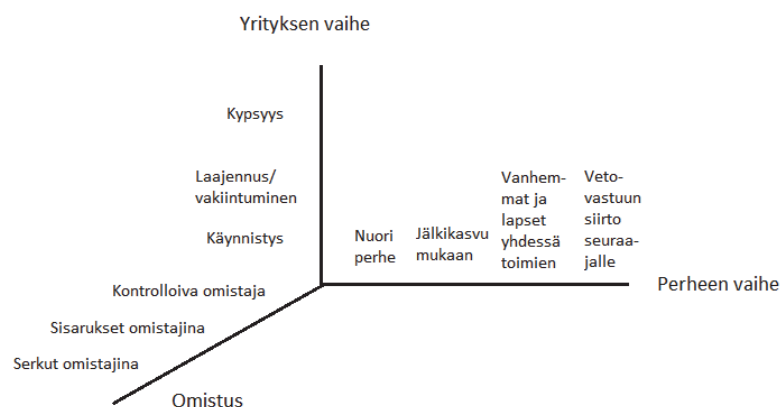 Yrityksen vaihe
Kypsyys
Laajennus/
vakiintuminen
Käynnistys
Nuori
perhe
Jälkikasvu
mukaan
Vanhem-
mat ja
lapset
yhdessä
toimien
Veto-
vastuun
siirto
seuraa-
jalle
Perheen vaihe
Kontrolloiva omistaja
Sisarukset omistajina
Serkut omistajina
Omistus